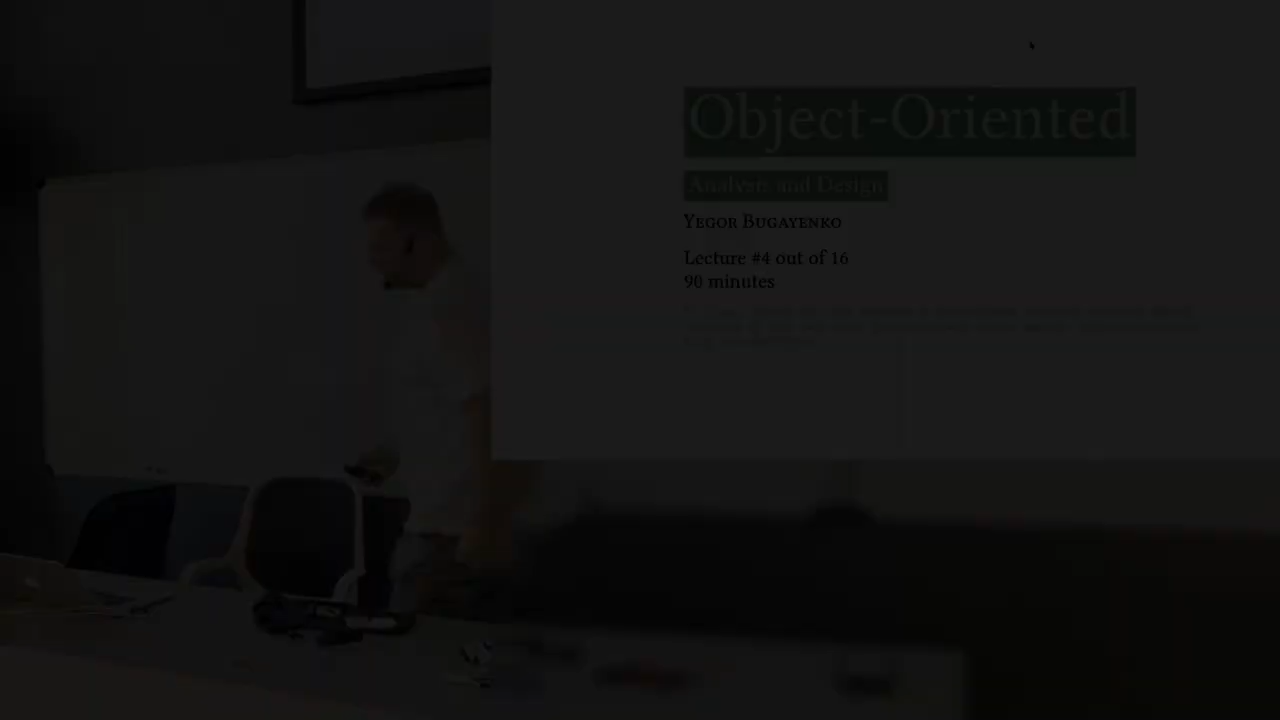 Object-Oriented
Analysis and Design
YEGOR BUGAYENKO
Lecture #4 out of 16
90 minutes